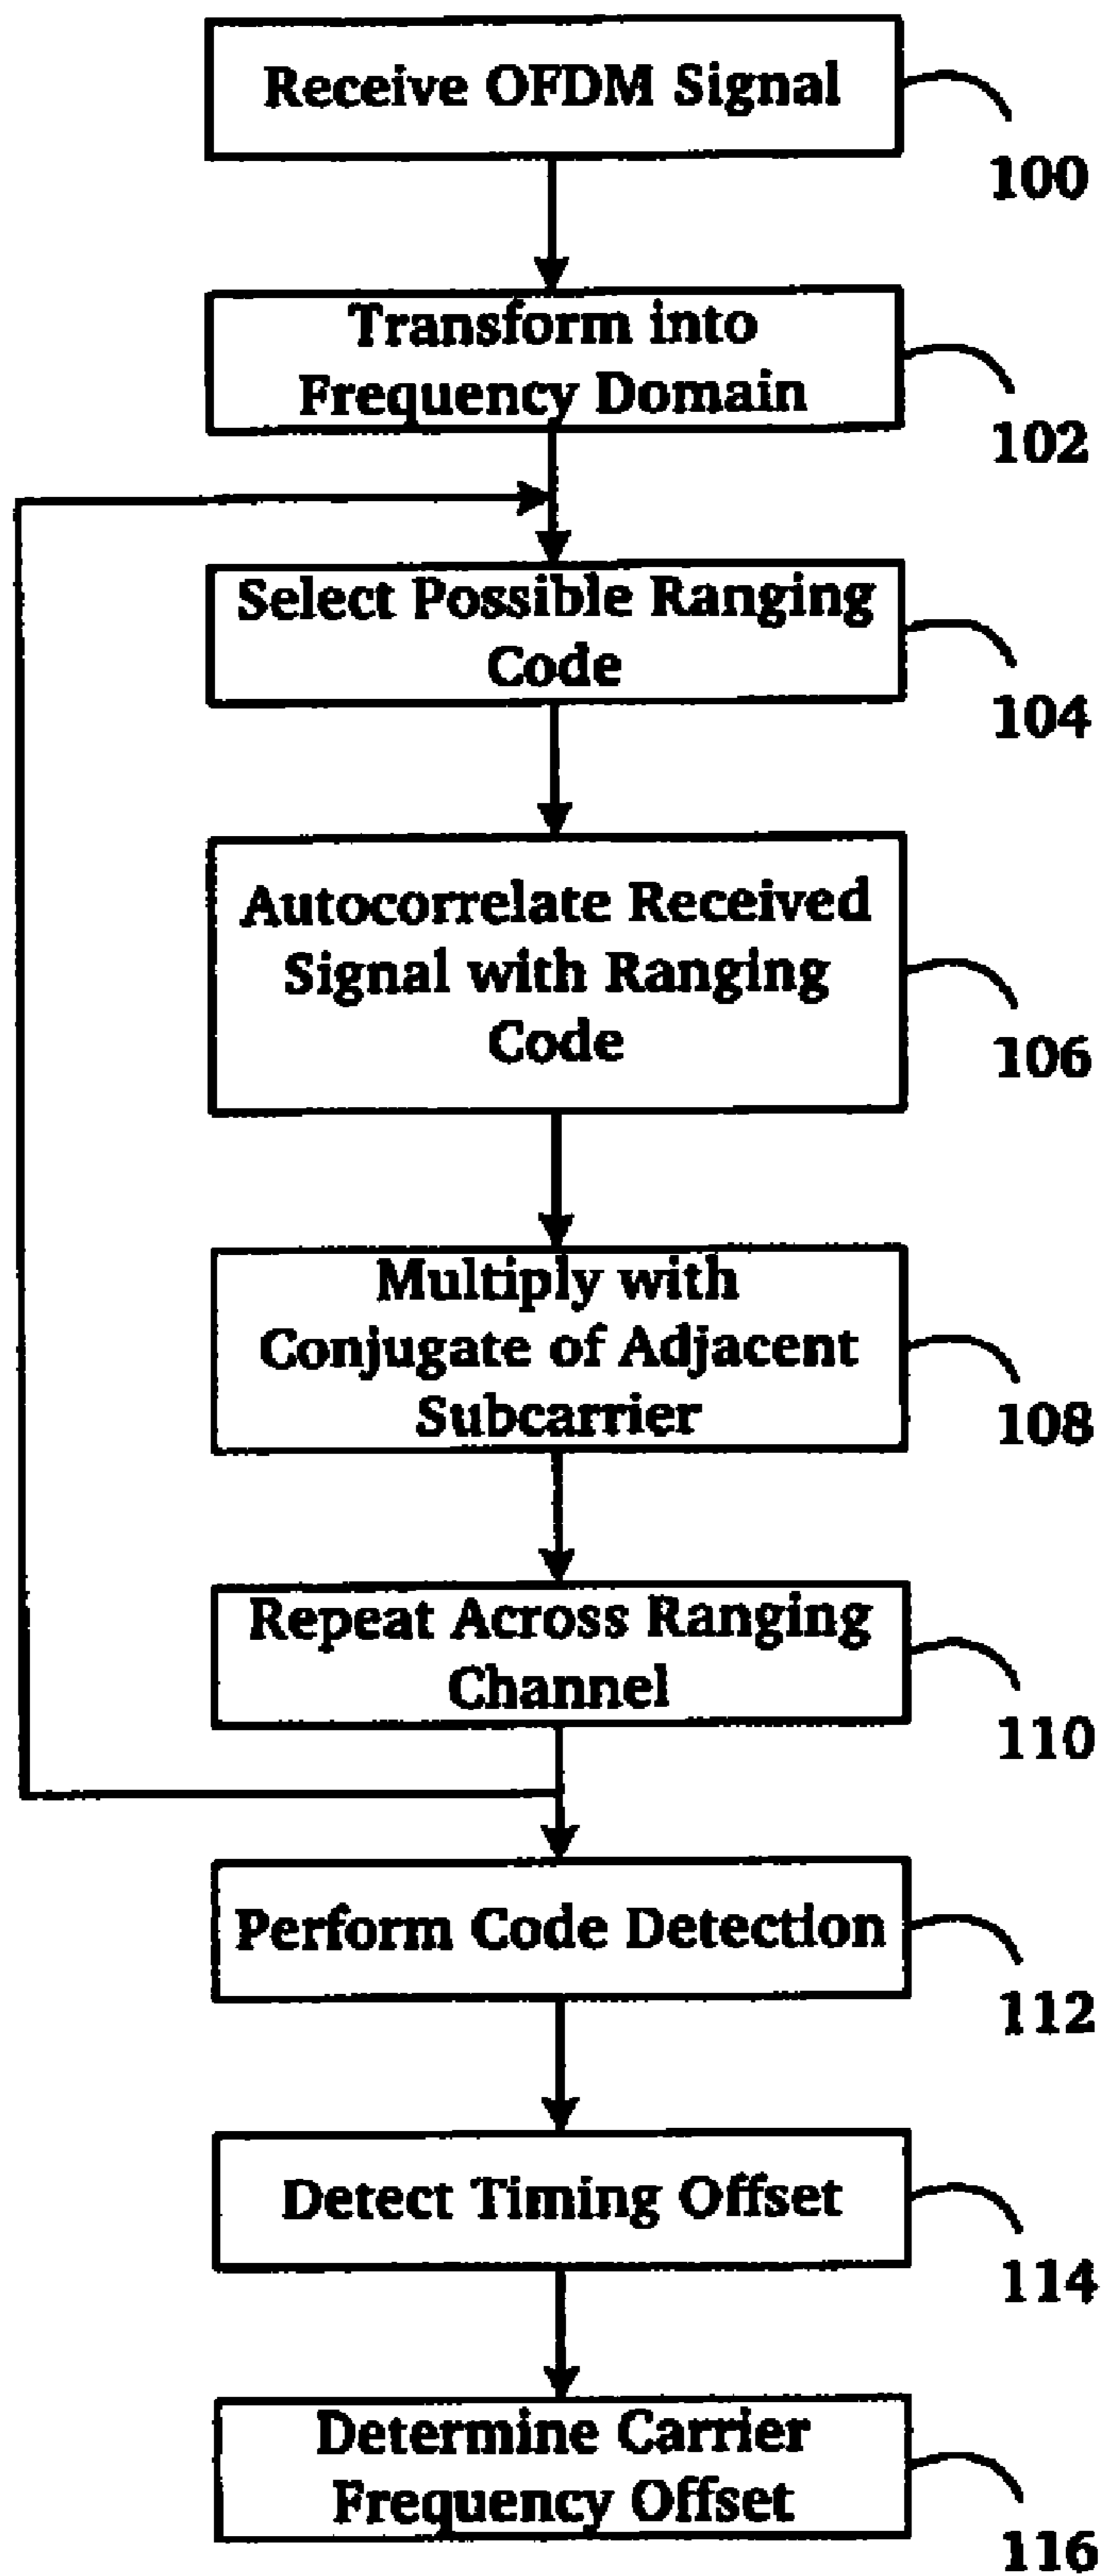 Receive OFDM Signal
100
Transform into
Frequency Domain
102
Select Possible Ranging
Code
104
Autocorrelate Received
Signal with Ranging
Code
106
Multiply with
Conjugate of Adjacent
Subcarrier
108
Repeat Across Ranging
Channel
110
Perform Code Detection
112
Detect Timing Offset
114
Determine Carrier
Frequency Offset
116